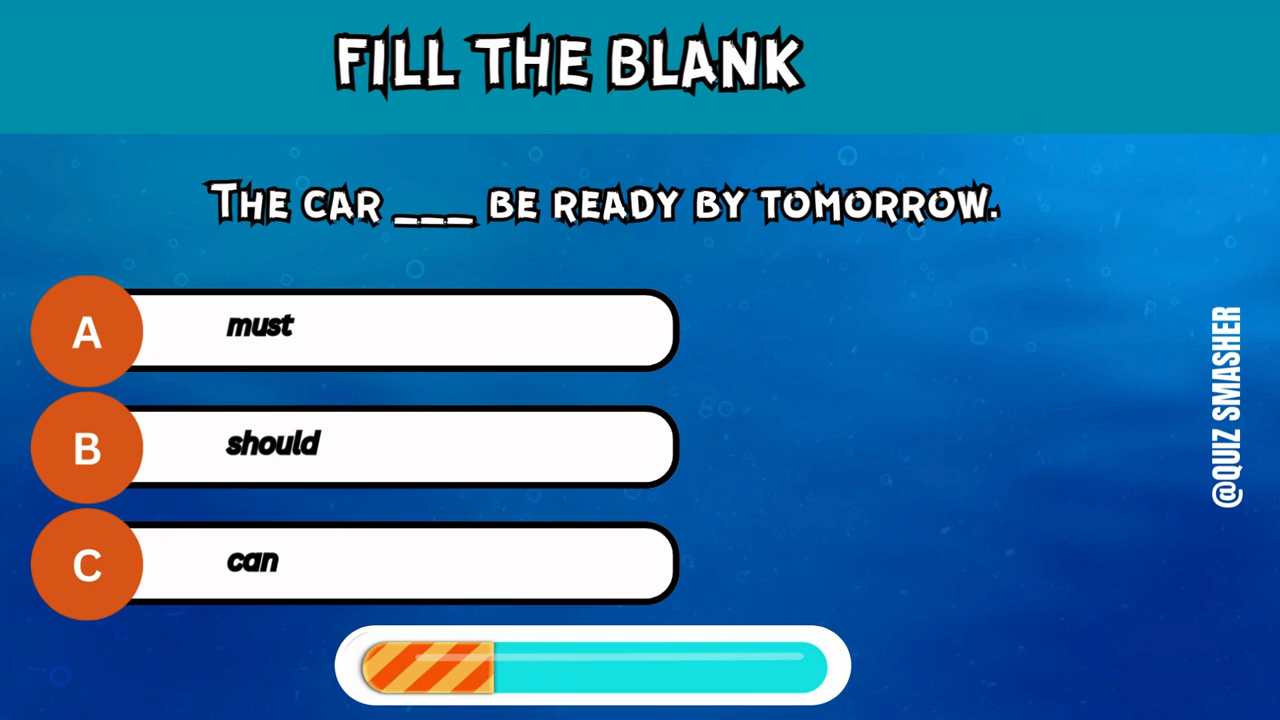 FILL THE BLANK
THE CAR ___ BE READY BY TOMORROW.
A must
B should
C can
@QUIZ SMASHER